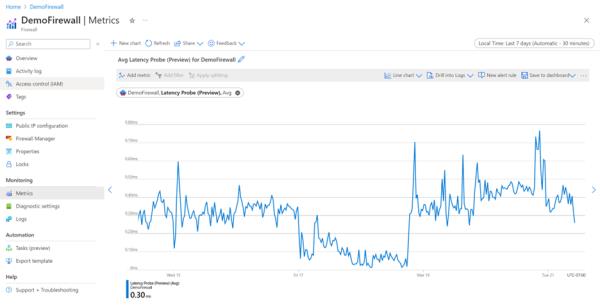 Home > DemoFirewall >
DemoFirewall | Metrics
Firewall
Search
Overview
Activity log
Access control (IAM)
Tags
Settings
Public IP configuration
Firewall Manager
Properties
Locks
Monitoring
Metrics
Diagnostic settings
Logs
Automation
Tasks (preview)
Export template
Help
Support + Troubleshooting
New chart Refresh Share Feedback
Local Time: Last 7 days (Automatic - 30 minutes)
Avg Latency Probe (Preview) for DemoFirewall
Add metric Add filter Apply splitting
Line chart Drill into Logs New alert rule Save to dashboard
DemoFirewall, Latency Probe (Preview), Avg
Fri 17
Tue 21
UTC-07:00
Latency Probe (Preview) (Avg)
DemoFirewall
0.30 ms